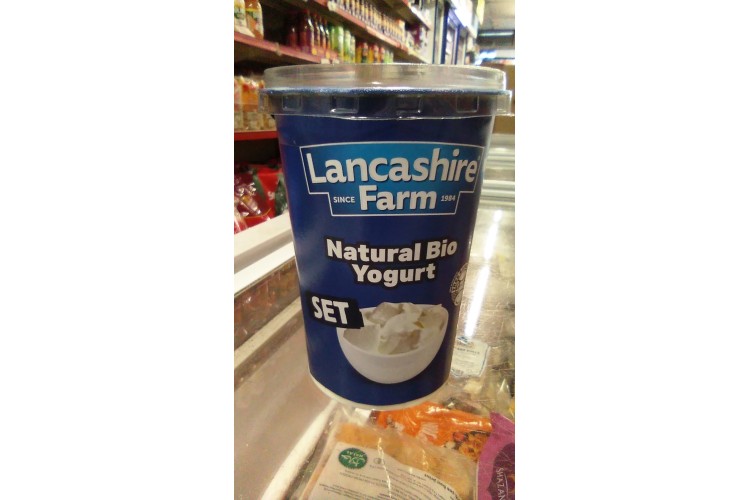 Lancashire
SINCE Farm 1984
Natural Bio
Yogurt
SET